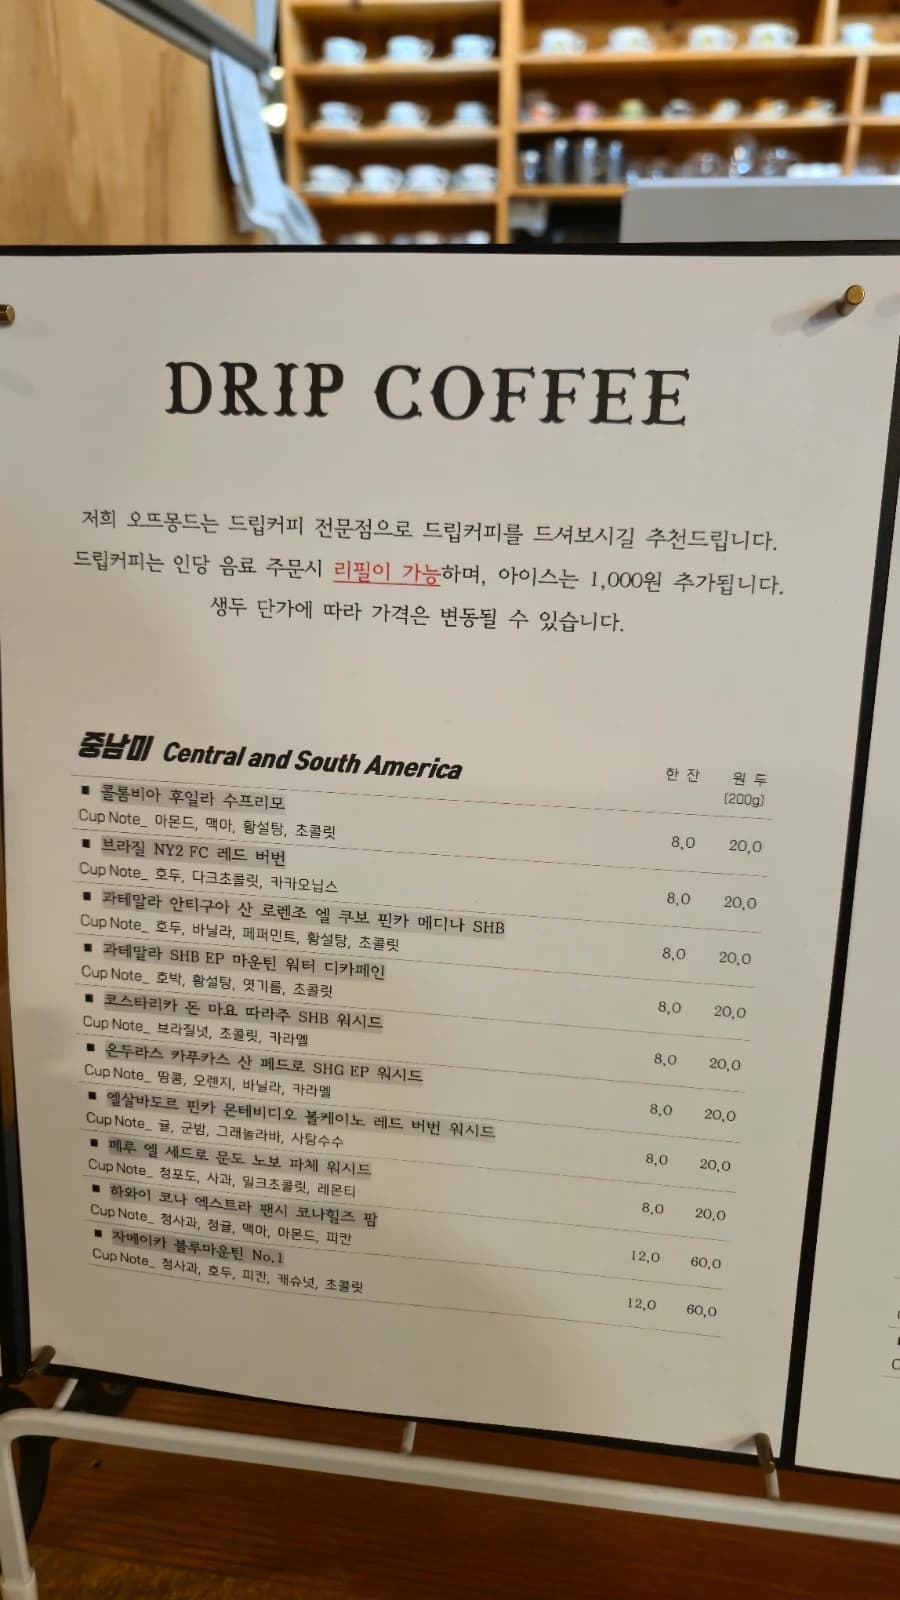 DRIP COFFEE
저희 오뜨몽드는 드립커피 전문점으로 드립커피를 드셔보시길 추천드립니다.
드립커피는 인당 음료 주문시 리필이 가능하며, 아이스는 1,000원 추가됩니다.
생두 단가에 따라 가격은 변동될 수 있습니다.
중남미 Central and South America 한 잔 원 두
(200g)
■ 콜롬비아 후일라 수프리모
Cup Note_ 아몬드, 맥아, 황설탕, 초콜릿 8,0 20,0
■ 브라질 NY2 FC 레드 버번
Cup Note_ 호두, 다크초콜릿, 카카오닙스 8,0 20,0
■ 과테말라 안티구아 산 로렌조 엘 쿠보 핀카 메디나 SHB
Cup Note_ 호두, 바닐라, 페퍼민트, 황설탕, 초콜릿 8,0 20,0
■ 과테말라 SHB EP 마운틴 워터 디카페인
Cup Note_ 호박, 황설탕, 엿기름, 초콜릿 8,0 20,0
■ 코스타리카 돈 마요 따라주 SHB 워시드
Cup Note_ 브라질넛, 초콜릿, 카라멜 8,0 20,0
■ 온두라스 카푸카스 산 페드로 SHG EP 워시드
Cup Note_ 땅콩, 오렌지, 바닐라, 카라멜 8,0 20,0
■ 엘살바도르 핀카 몬테비디오 볼케이노 레드 버번 워시드
Cup Note_ 귤, 군밤, 그래놀라바, 사탕수수 8,0 20,0
■ 페루 엘 세드로 문도 노보 파체 워시드
Cup Note_ 청포도, 사과, 밀크초콜릿, 레몬티 8,0 20,0
■ 하와이 코나 엑스트라 팬시 코나힐즈 팜
Cup Note_ 청사과, 청귤, 맥아, 아몬드, 피칸 12,0 60,0
■ 자메이카 블루마운틴 No.1
Cup Note_ 청사과, 호두, 피칸, 캐슈넛, 초콜릿 12,0 60,0